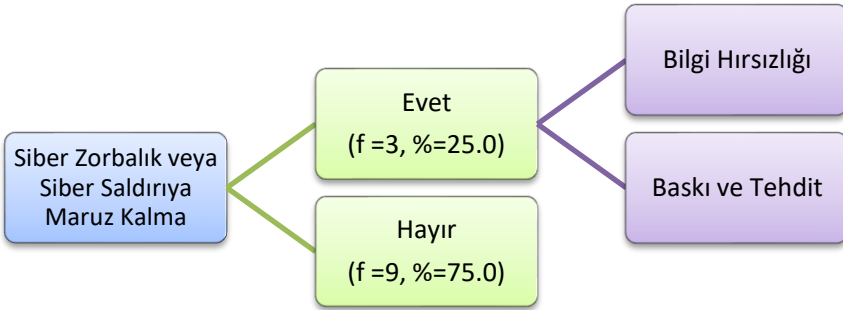 Siber Zorbalık veya
Siber Saldırıya
Maruz Kalma
Evet
(f =3, %=25.0)
Hayır
(f =9, %=75.0)
Bilgi Hırsızlığı
Baskı ve Tehdit